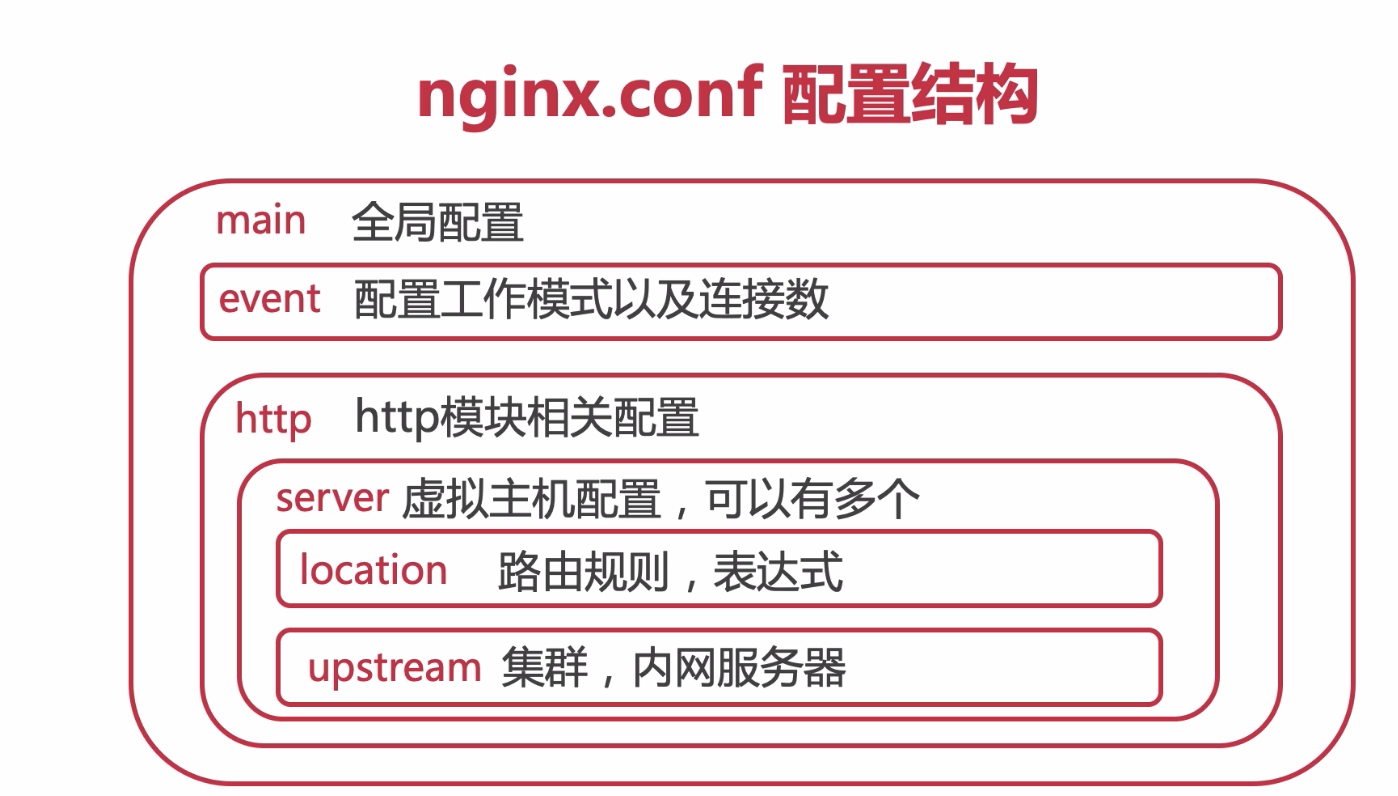 nginx.conf 配置结构
main 全局配置
event 配置工作模式以及连接数
http http模块相关配置
server 虚拟主机配置，可以有多个
location 路由规则，表达式
upstream 集群，内网服务器